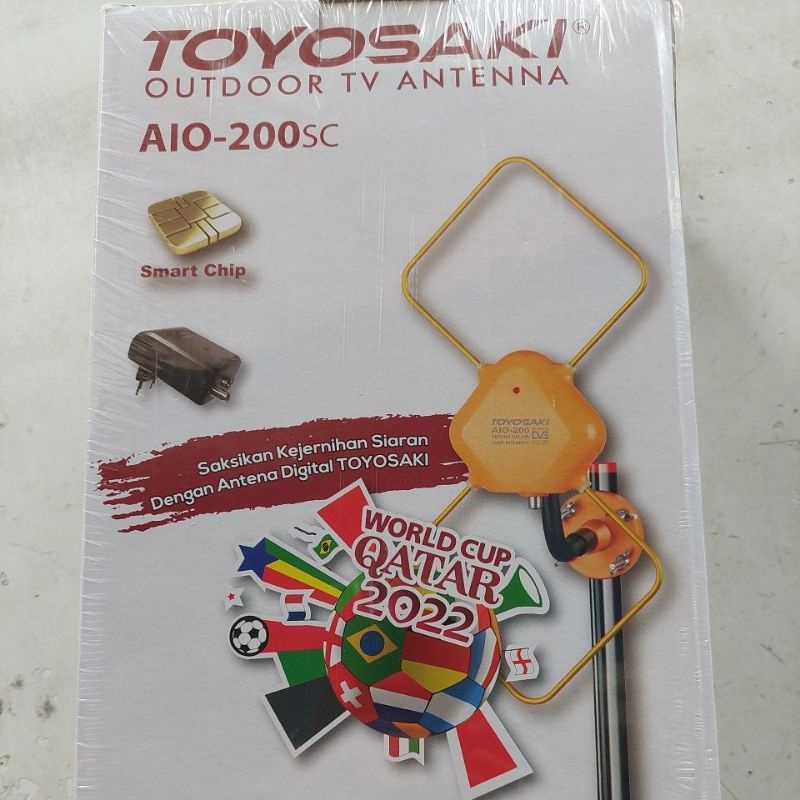 TOYOSAKI®
OUTDOOR TV ANTENNA
AIO-200SC
Smart Chip
TOYOSAKI
AIO-200
DVB
Saksikan Kejernihan Siaran
Dengan Antena Digital TOYOSAKI
WORLD CUP
QATAR
2022